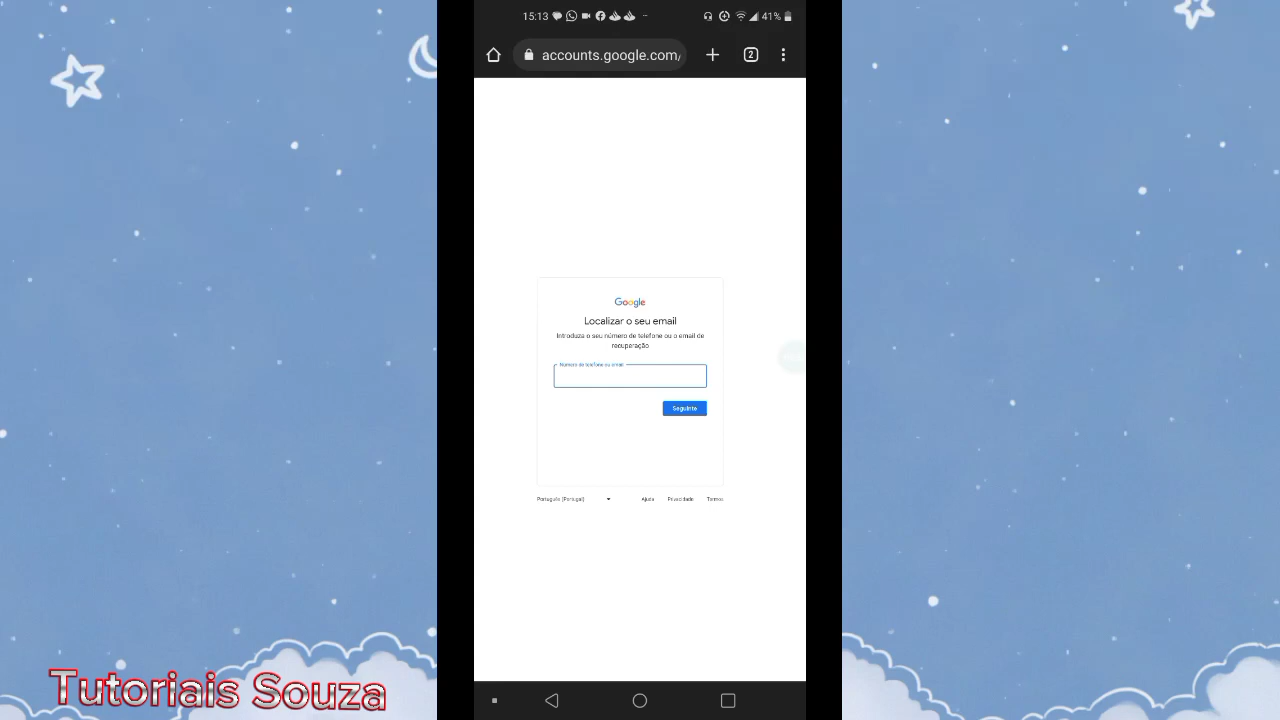 15:13
41%
accounts.google.com/
2
Google
Localizar o seu email
Introduza o seu número de telefone ou o email de
recuperação
Número de telefone ou email
Seguinte
Português (Portugal)
Ajuda
Privacidade
Termos
Tutoriais Souza